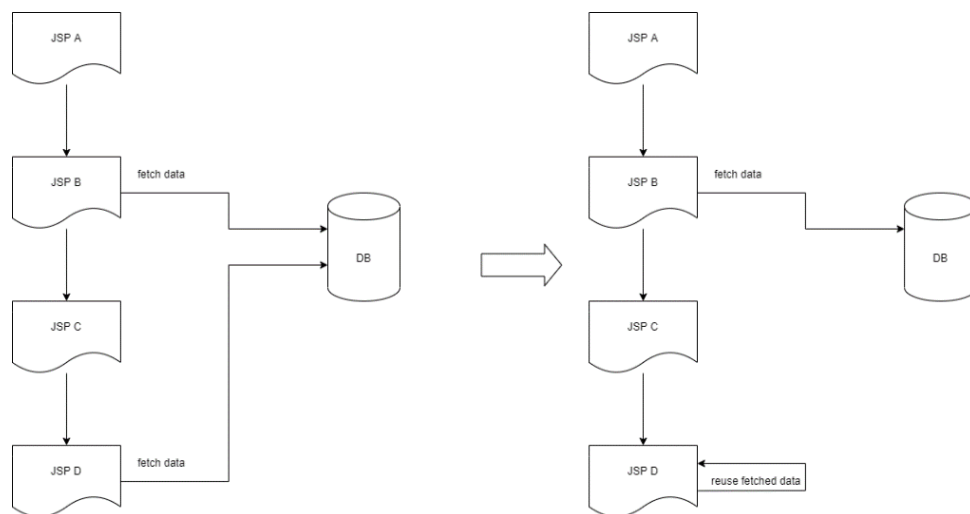 JSP A
JSP A
JSP B
fetch data
JSP B
fetch data
DB
DB
JSP C
JSP C
JSP D
fetch data
JSP D
reuse fetched data